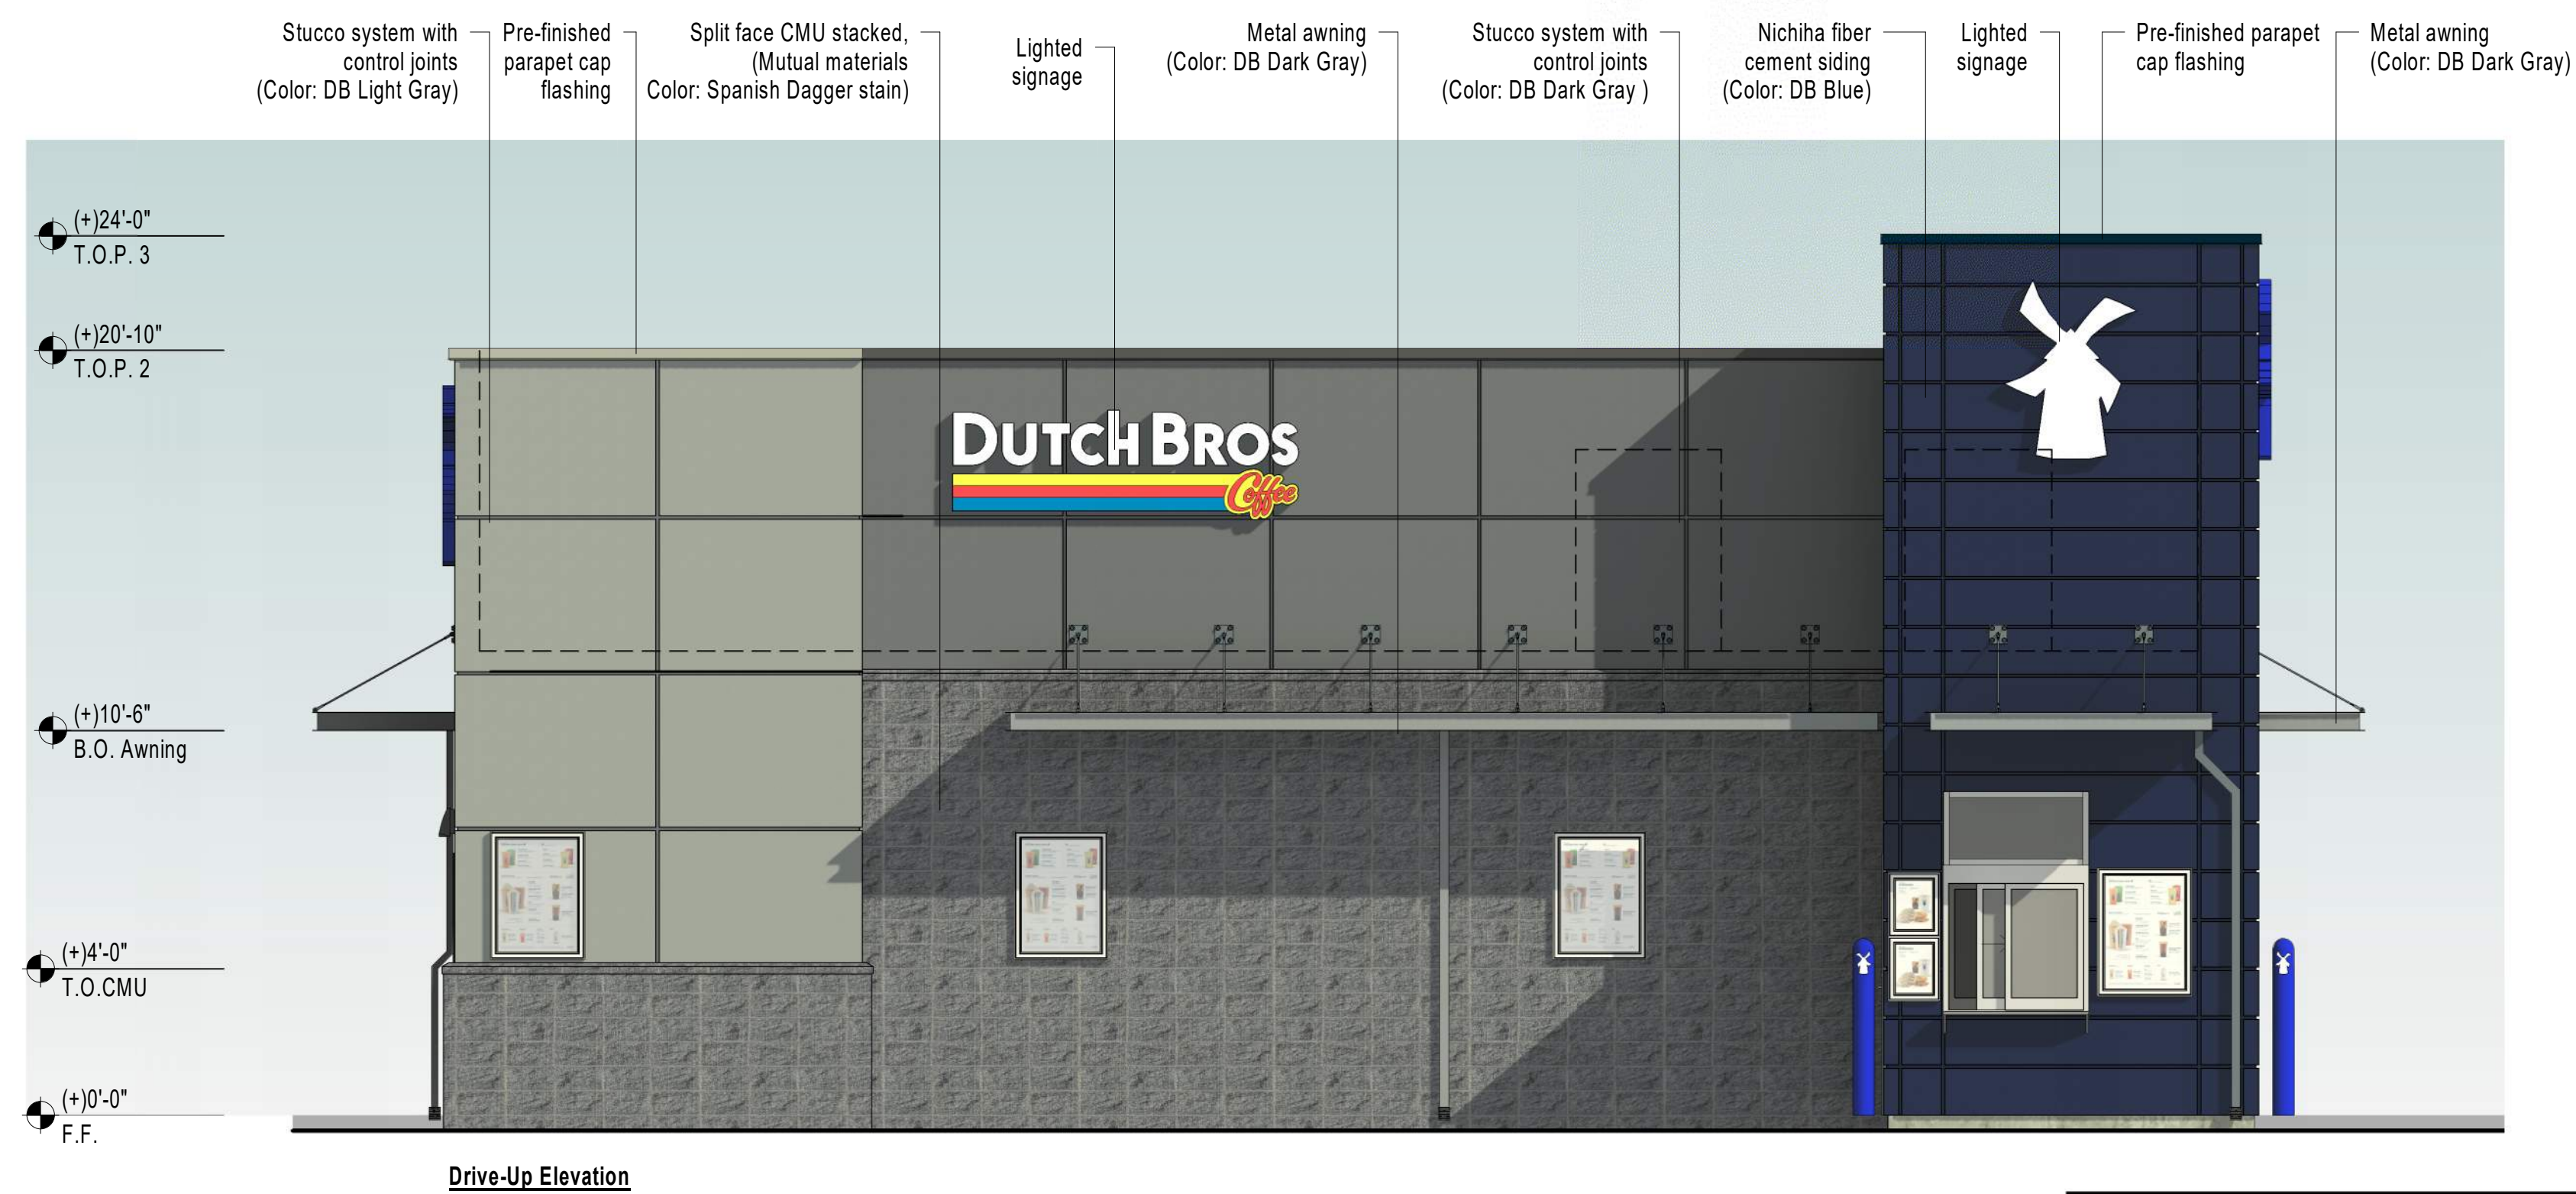 Stucco system with
control joints
(Color: DB Light Gray)
Pre-finished
parapet cap
flashing
Split face CMU stacked,
(Mutual materials
Color: Spanish Dagger stain)
Lighted
signage
Metal awning
(Color: DB Dark Gray)
Stucco system with
control joints
(Color: DB Dark Gray )
Nichiha fiber
cement siding
(Color: DB Blue)
Lighted
signage
Pre-finished parapet
cap flashing
Metal awning
(Color: DB Dark Gray)
(+)24'-0"
T.O.P. 3
(+)20'-10"
T.O.P. 2
DUTCH BROS
Coffee
(+)10'-6"
B.O. Awning
(+)4'-0"
T.O.CMU
(+)0'-0"
F.F.
Drive-Up Elevation